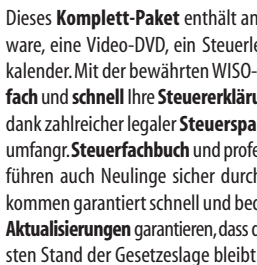 Dieses Komplett-Paket enthält an
ware, eine Video-DVD, ein Steuerle
kalender. Mit der bewährten WISO-
fach und schnell Ihre Steuererkläru
dank zahlreicher legaler Steuerspa
umfangr. Steuerfachbuch und profe
führen auch Neulinge sicher durch
kommen garantiert schnell und beq
Aktualisierungen garantieren, dass d
sten Stand der Gesetzeslage bleibt